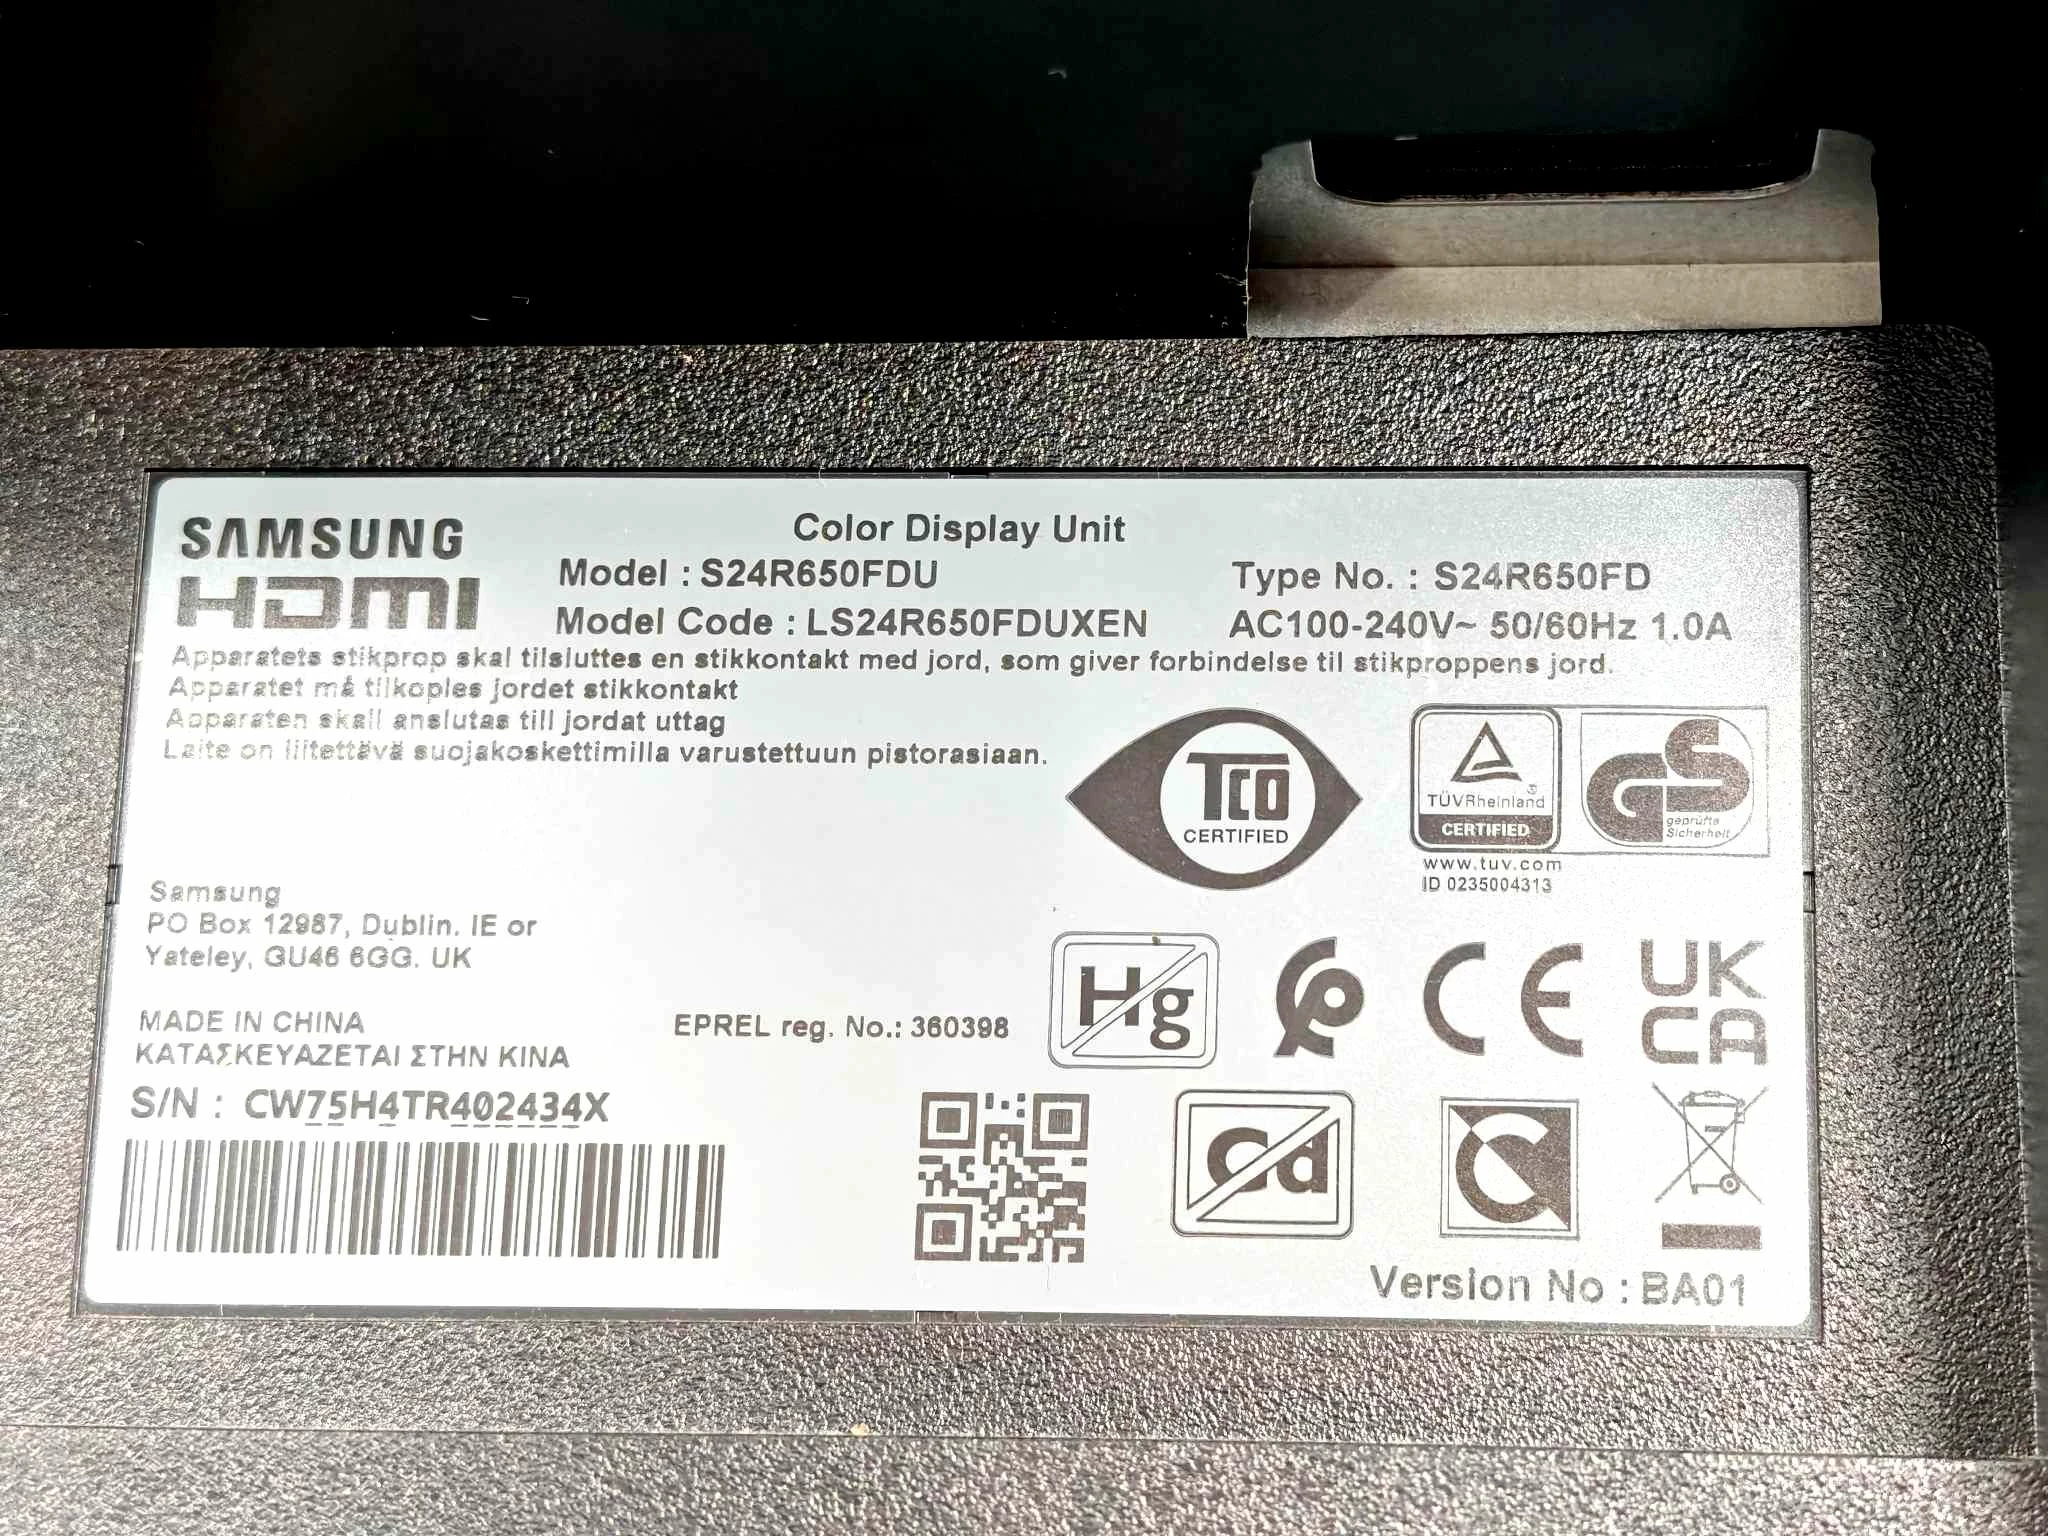 SAMSUNG
HDMI
Color Display Unit
Model : S24R650FDU
Type No. : S24R650FD
Model Code : LS24R650FDUXEN
AC100-240V~ 50/60Hz 1.0A
Apparatets stikprop skal tilsluttes en stikkontakt med jord, som giver forbindelse til stikproppens jord.
Apparatet må tilkoples jordet stikkontakt
Apparaten skall anslutas till jordat uttag
Laite on liitettävä suojakoskettimilla varustettuun pistorasiaan.
TCO
CERTIFIED
TÜVRheinland
CERTIFIED
www.tuv.com
ID 0235004313
GS
geprüfte
Sicherheit
Samsung
PO Box 12987, Dublin. IE or
Yateley, GU46 6GG. UK
MADE IN CHINA
ΚΑΤΑΣΚΕΥΑΖΕΤΑΙ ΣΤΗΝ ΚΙΝΑ
EPREL reg. No.: 360398
Hg
CE
UK
CA
S/N : CW75H4TR402434X
Cd
Version No : BA01